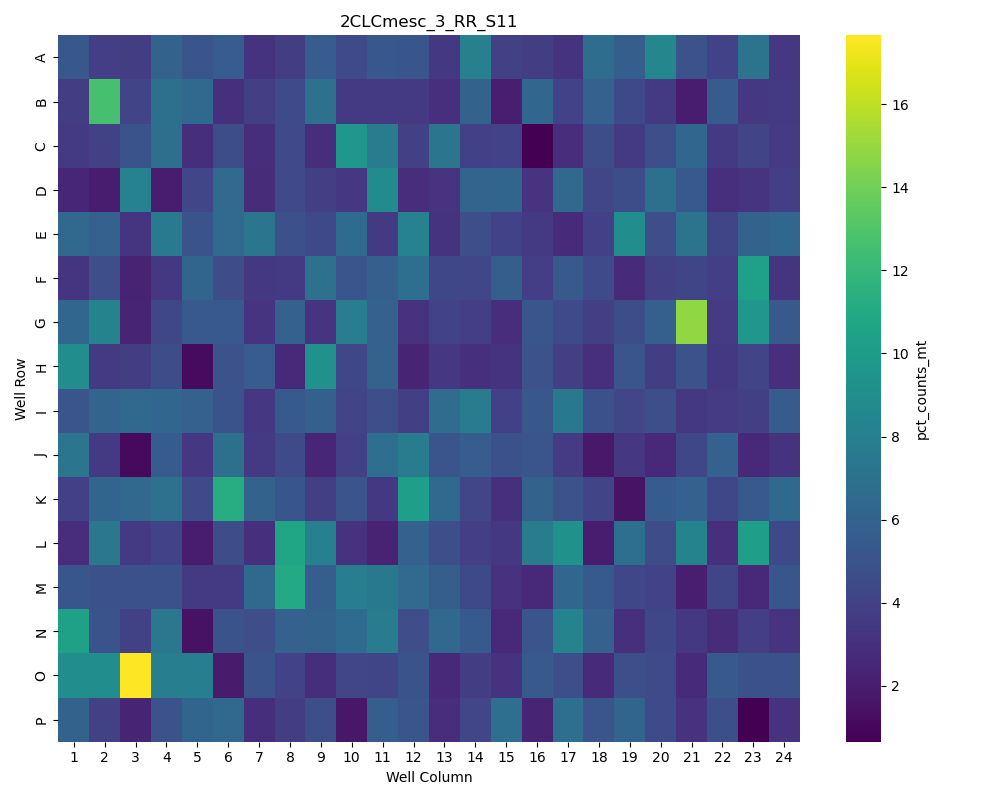 2CLCmesc_3_RR_S11
A
B
C
D
E
F
G
H
I
J
K
L
M
N
O
P
Well Row
1 2 3 4 5 6 7 8 9 10 11 12 13 14 15 16 17 18 19 20 21 22 23 24
Well Column
16
14
12
10
8
6
4
2
pct_counts_mt